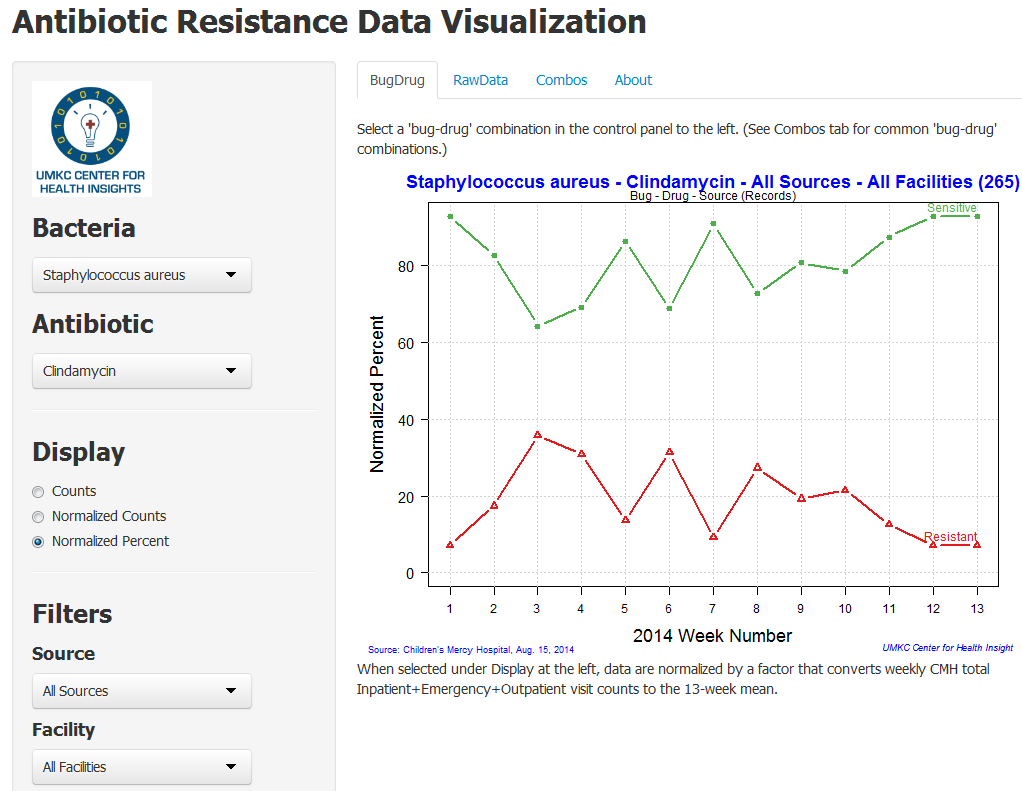 Antibiotic Resistance Data Visualization
10101010101010101
UMKC CENTER FOR
HEALTH INSIGHTS
Bacteria
Staphylococcus aureus
Antibiotic
Clindamycin
Display
Counts
Normalized Counts
Normalized Percent
Filters
Source
All Sources
Facility
All Facilities
BugDrug RawData Combos About
Select a 'bug-drug' combination in the control panel to the left. (See Combos tab for common 'bug-drug'
combinations.)
Staphylococcus aureus - Clindamycin - All Sources - All Facilities (265)
Bug - Drug - Source (Records)
Sensitive
Resistant
Normalized Percent
80
60
40
20
0
1 2 3 4 5 6 7 8 9 10 11 12 13
2014 Week Number
Source: Children's Mercy Hospital, Aug. 15, 2014
UMKC Center for Health Insight
When selected under Display at the left, data are normalized by a factor that converts weekly CMH total
Inpatient+Emergency+Outpatient visit counts to the 13-week mean.